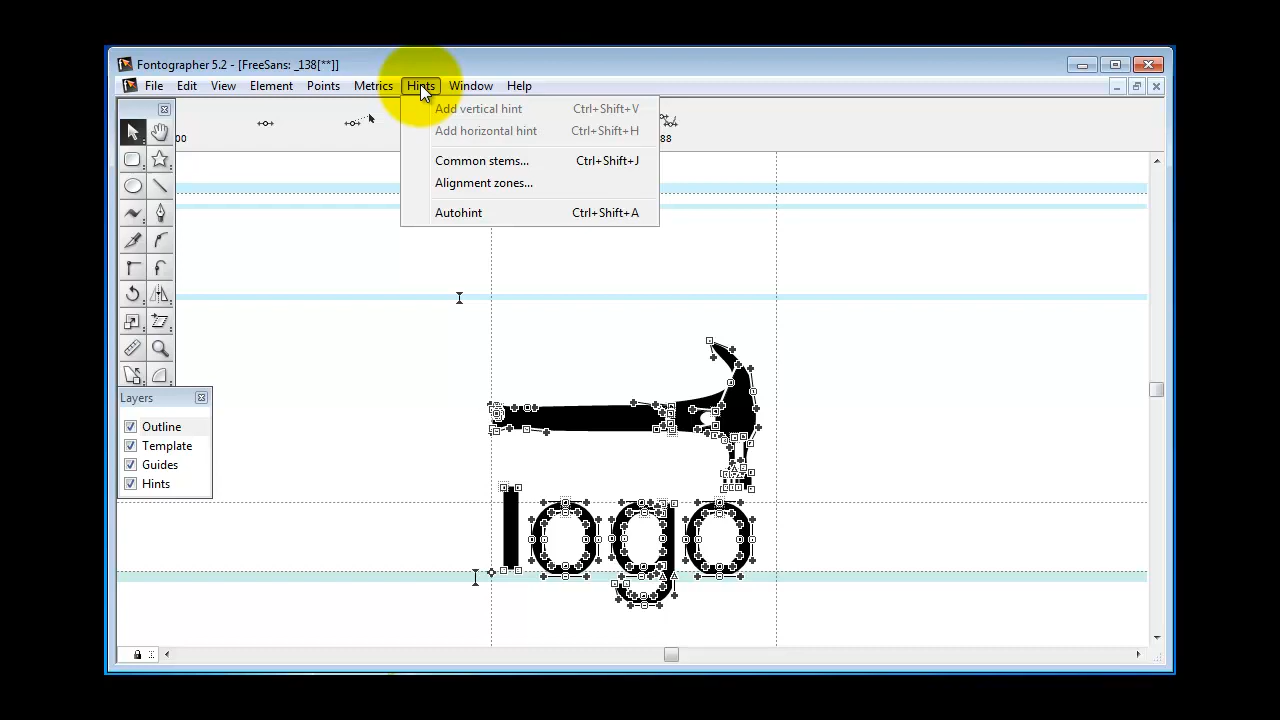 Fontographer 5.2 - [FreeSans: _138[**]]
File Edit View Element Points Metrics Hints Window Help
Add vertical hint Ctrl+Shift+V
00
Add horizontal hint Ctrl+Shift+H
88
Common stems... Ctrl+Shift+J
Alignment zones...
Autohint Ctrl+Shift+A
Layers
Outline
Template
Guides
Hints
logo